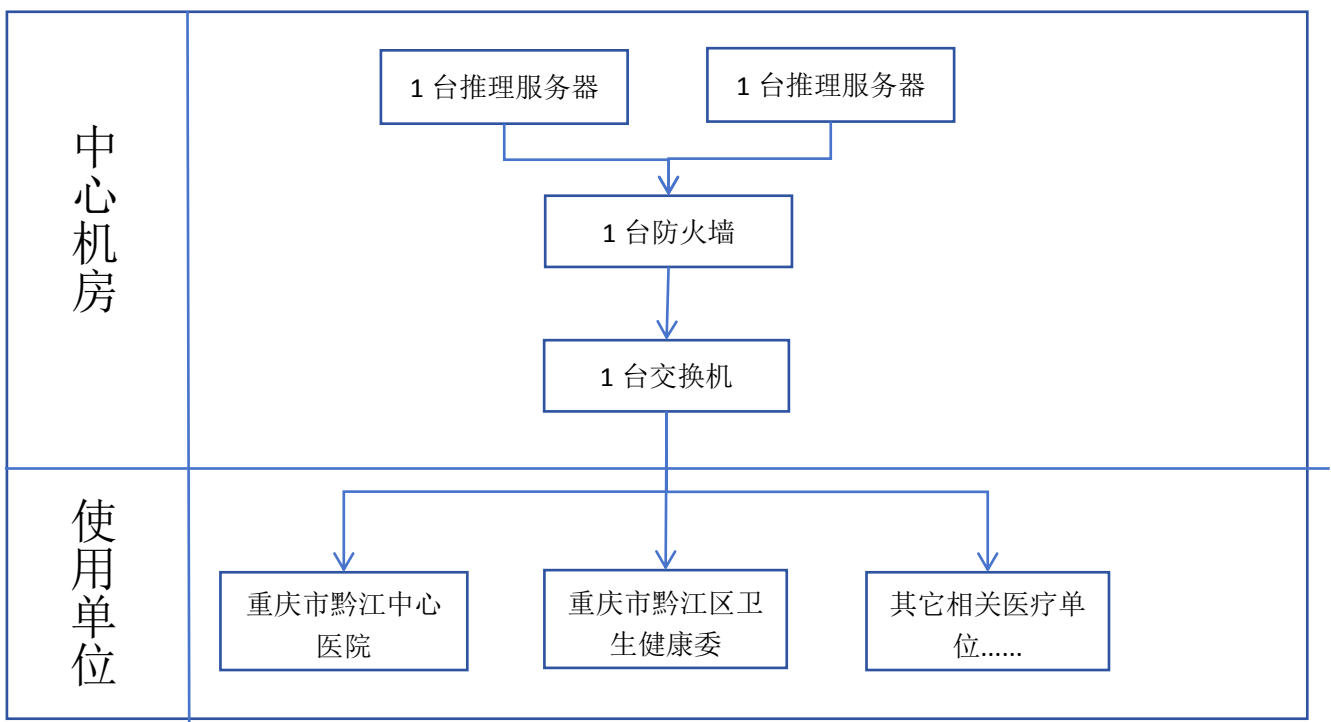 中心机房
1 台推理服务器
1 台推理服务器
1 台防火墙
1 台交换机
使用单位
重庆市黔江中心
医院
重庆市黔江区卫
生健康委
其它相关医疗单
位......